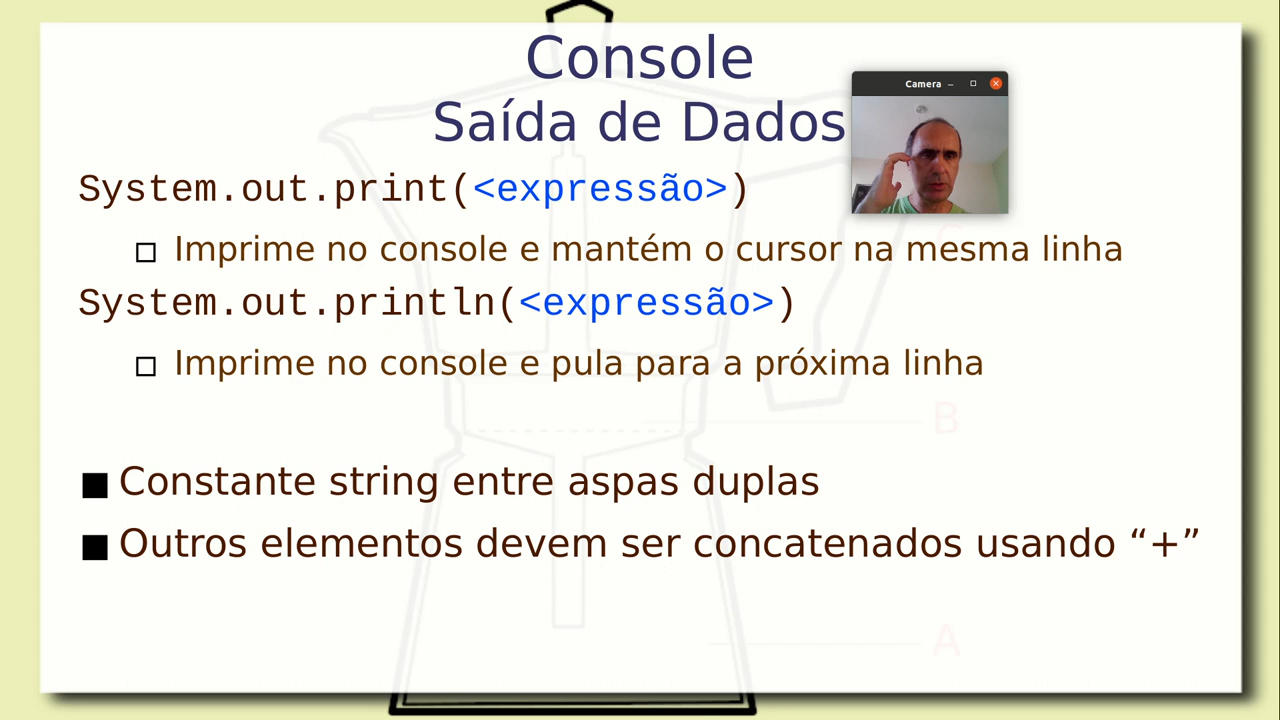 Console
Saída de Dados
Camera
System.out.print(<expressão>)
Imprime no console e mantém o cursor na mesma linha
System.out.println(<expressão>)
Imprime no console e pula para a próxima linha
B
Constante string entre aspas duplas
Outros elementos devem ser concatenados usando “+”
A